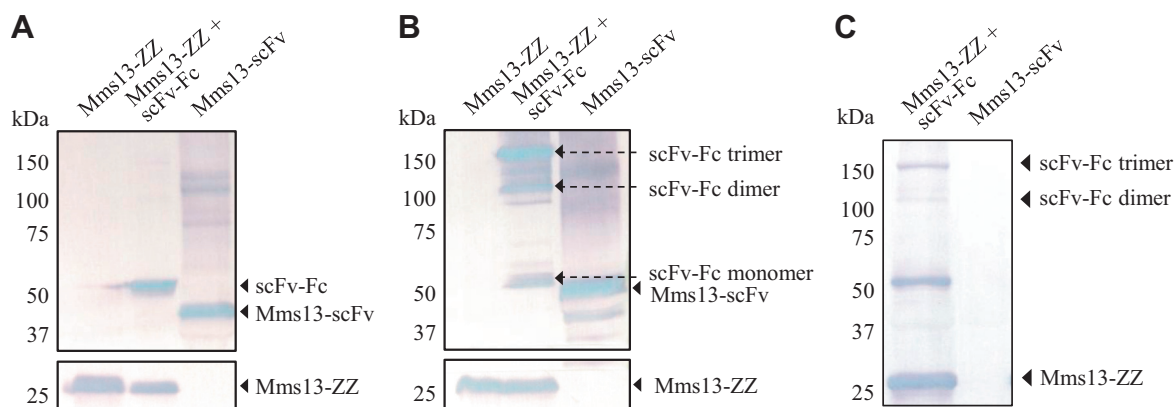 A
Mms13-ZZ
Mms13-ZZ +
scFv-Fc
Mms13-scFv
kDa
150
100
75
50
37
25
scFv-Fc
Mms13-scFv
Mms13-ZZ
B
Mms13-ZZ
Mms13-ZZ +
scFv-Fc
Mms13-scFv
kDa
150
100
75
50
37
25
scFv-Fc trimer
scFv-Fc dimer
scFv-Fc monomer
Mms13-scFv
Mms13-ZZ
C
Mms13-ZZ +
scFv-Fc
Mms13-scFv
kDa
150
100
75
50
37
25
scFv-Fc trimer
scFv-Fc dimer
Mms13-ZZ